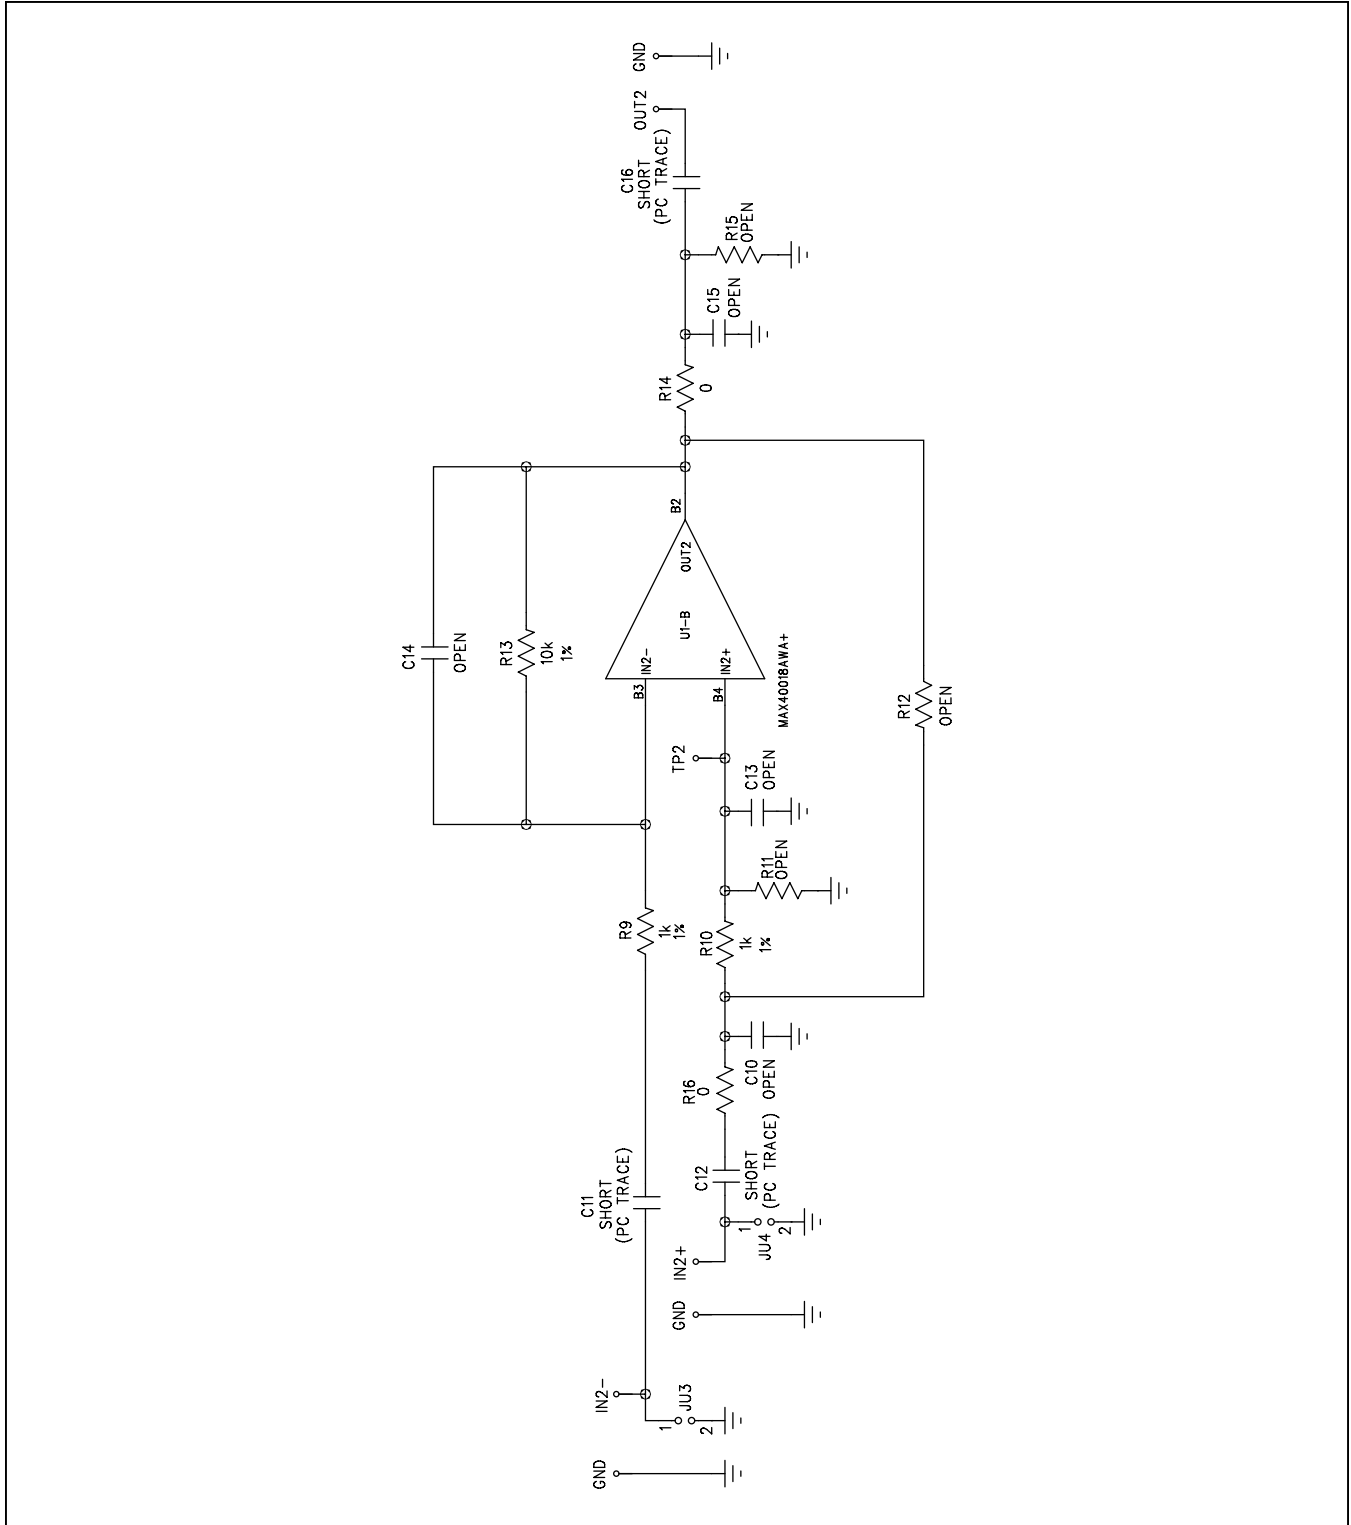 GND
OUT2
C16
SHORT
(PC TRACE)
R15
OPEN
C15
OPEN
R14
0
B2
OUT2
U1-B
IN2-
IN2+
B3
B4
MAX40018AWA+
C14
OPEN
R13
10k
1%
R12
OPEN
TP2
C13
OPEN
R11
OPEN
R9
1k
1%
R10
1k
1%
C10
OPEN
R16
0
C11
SHORT
(PC TRACE)
C12
SHORT
(PC TRACE)
1
2
JU4
IN2+
GND
IN2-
1
2
JU3
GND